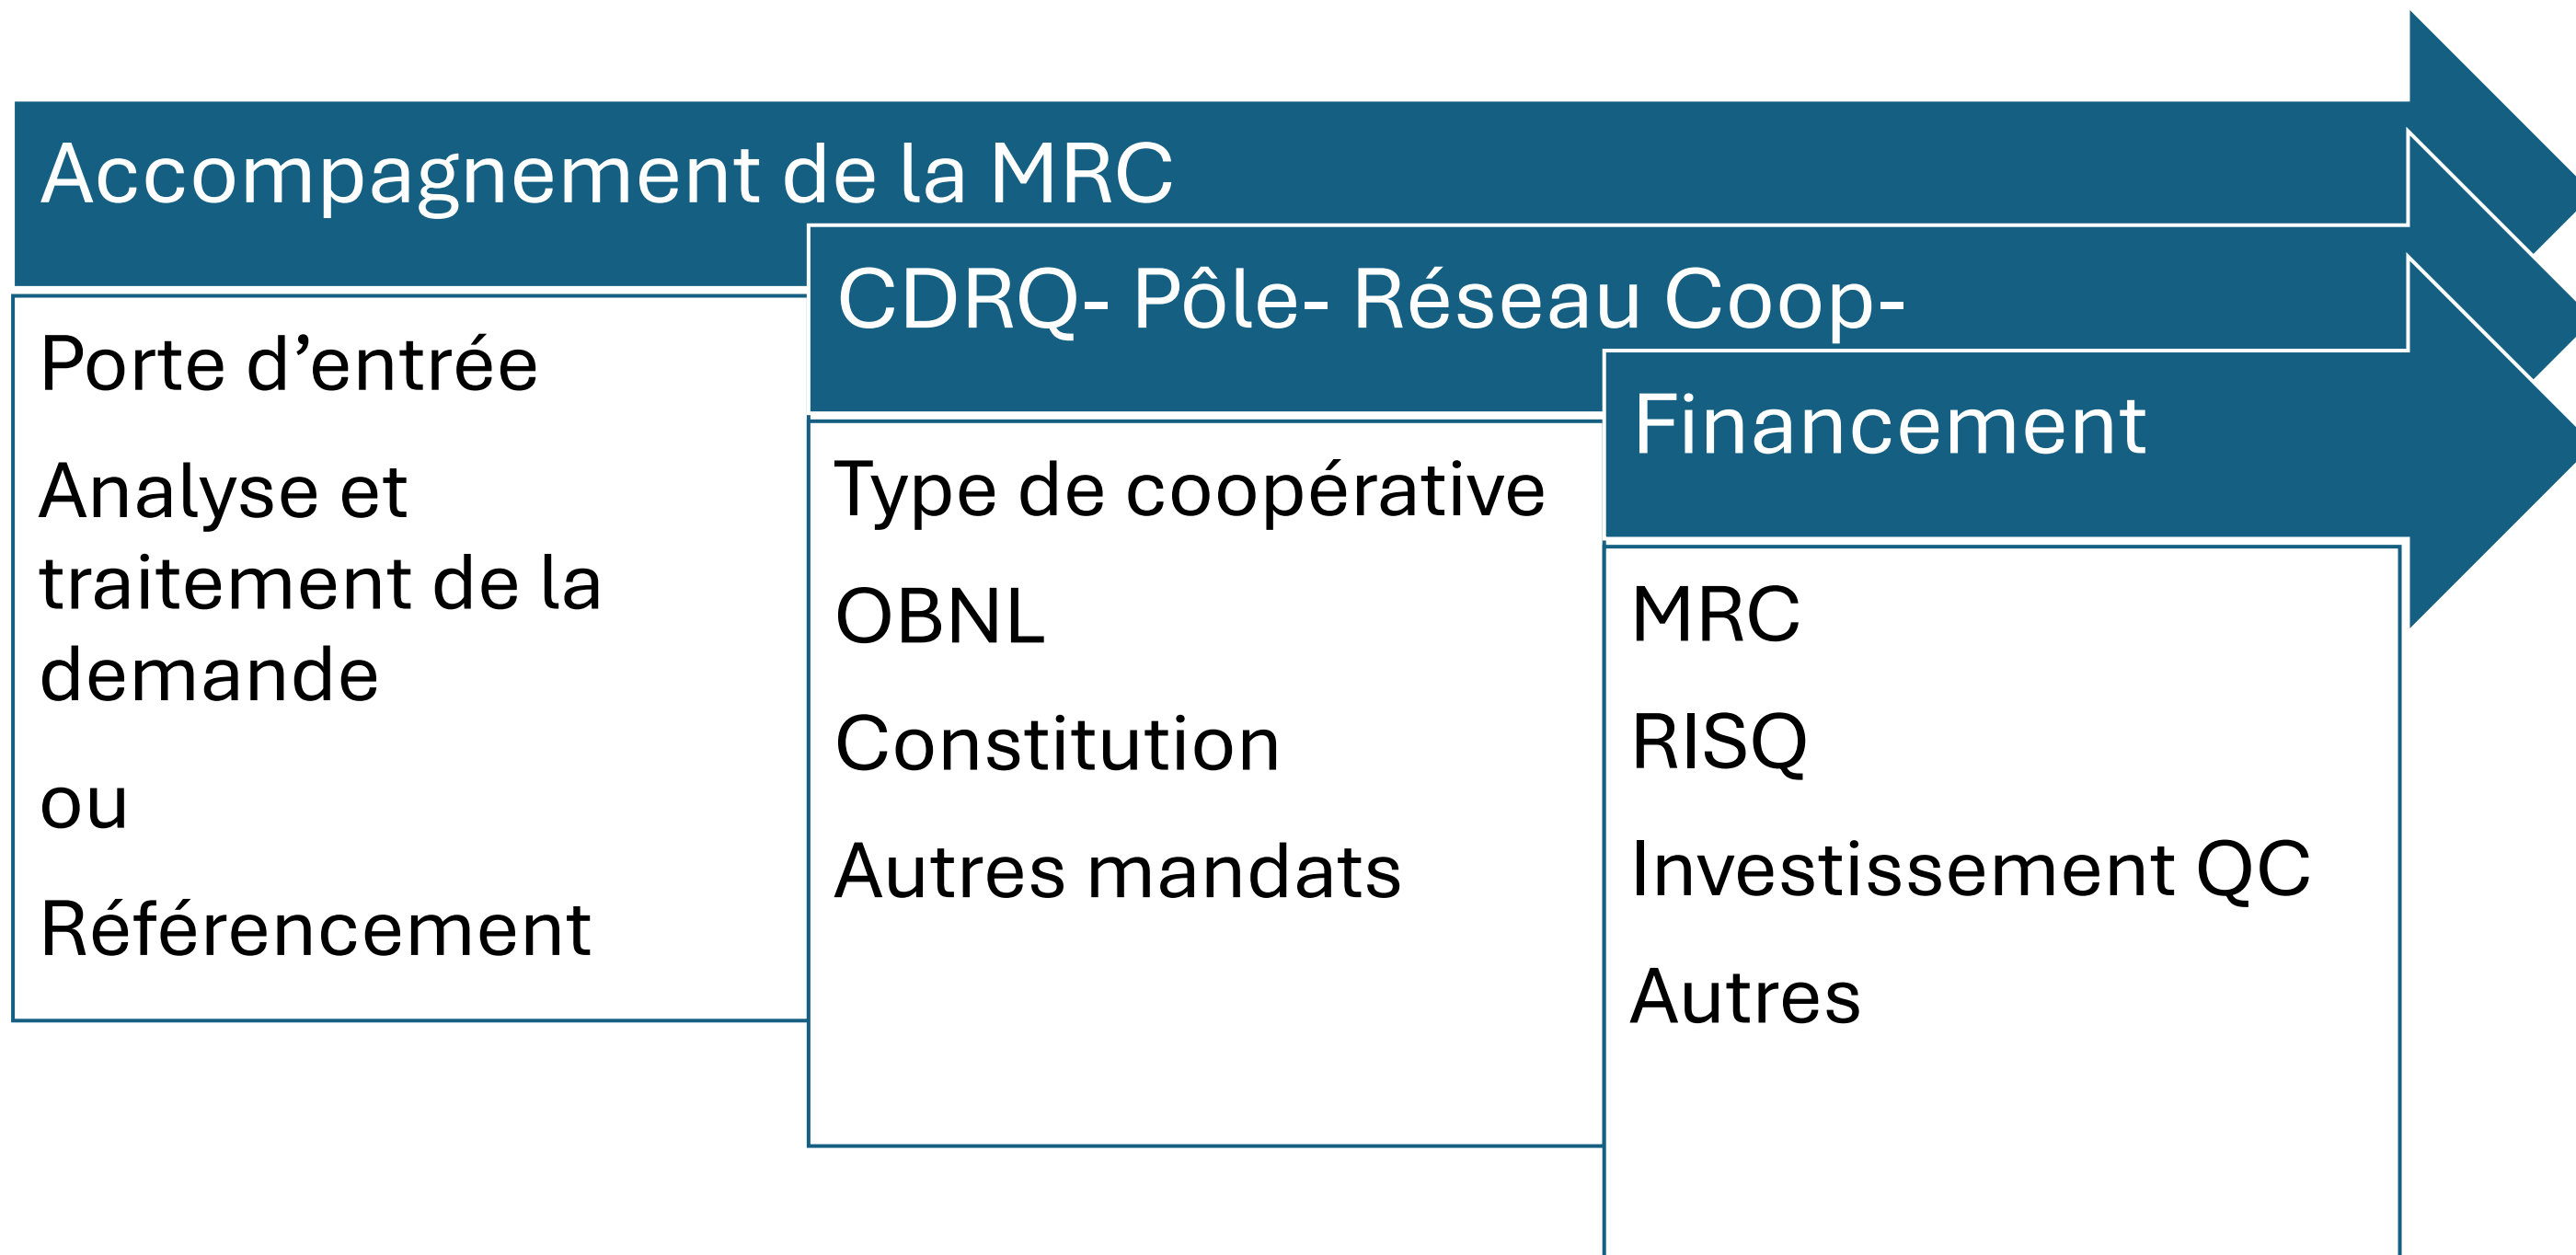 Accompagnement de la MRC
Porte d’entrée
Analyse et
traitement de la
demande
ou
Référencement
CDRQ- Pôle- Réseau Coop-
Type de coopérative
OBNL
Constitution
Autres mandats
Financement
MRC
RISQ
Investissement QC
Autres